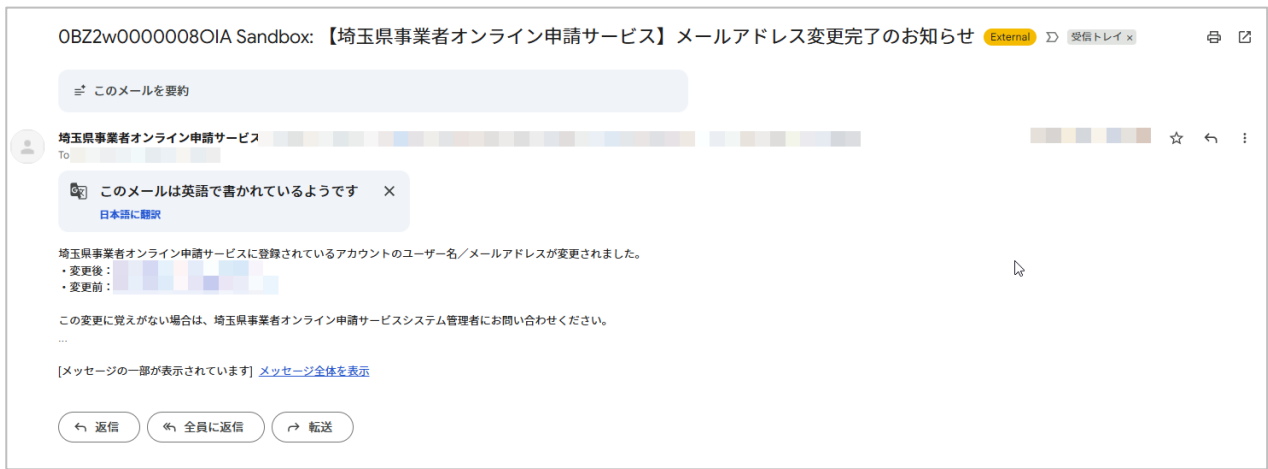 0BZ2w0000008OIA Sandbox: 【埼玉県事業者オンライン申請サービス】メールアドレス変更完了のお知らせ External 受信トレイ ×
このメールを要約
埼玉県事業者オンライン申請サービス
To
このメールは英語で書かれているようです ×
日本語に翻訳
埼玉県事業者オンライン申請サービスに登録されているアカウントのユーザー名／メールアドレスが変更されました。
・変更後：
・変更前：
この変更に覚えがない場合は、埼玉県事業者オンライン申請サービスシステム管理者にお問い合わせください。
...
[メッセージの一部が表示されています] メッセージ全体を表示
返信 全員に返信 転送